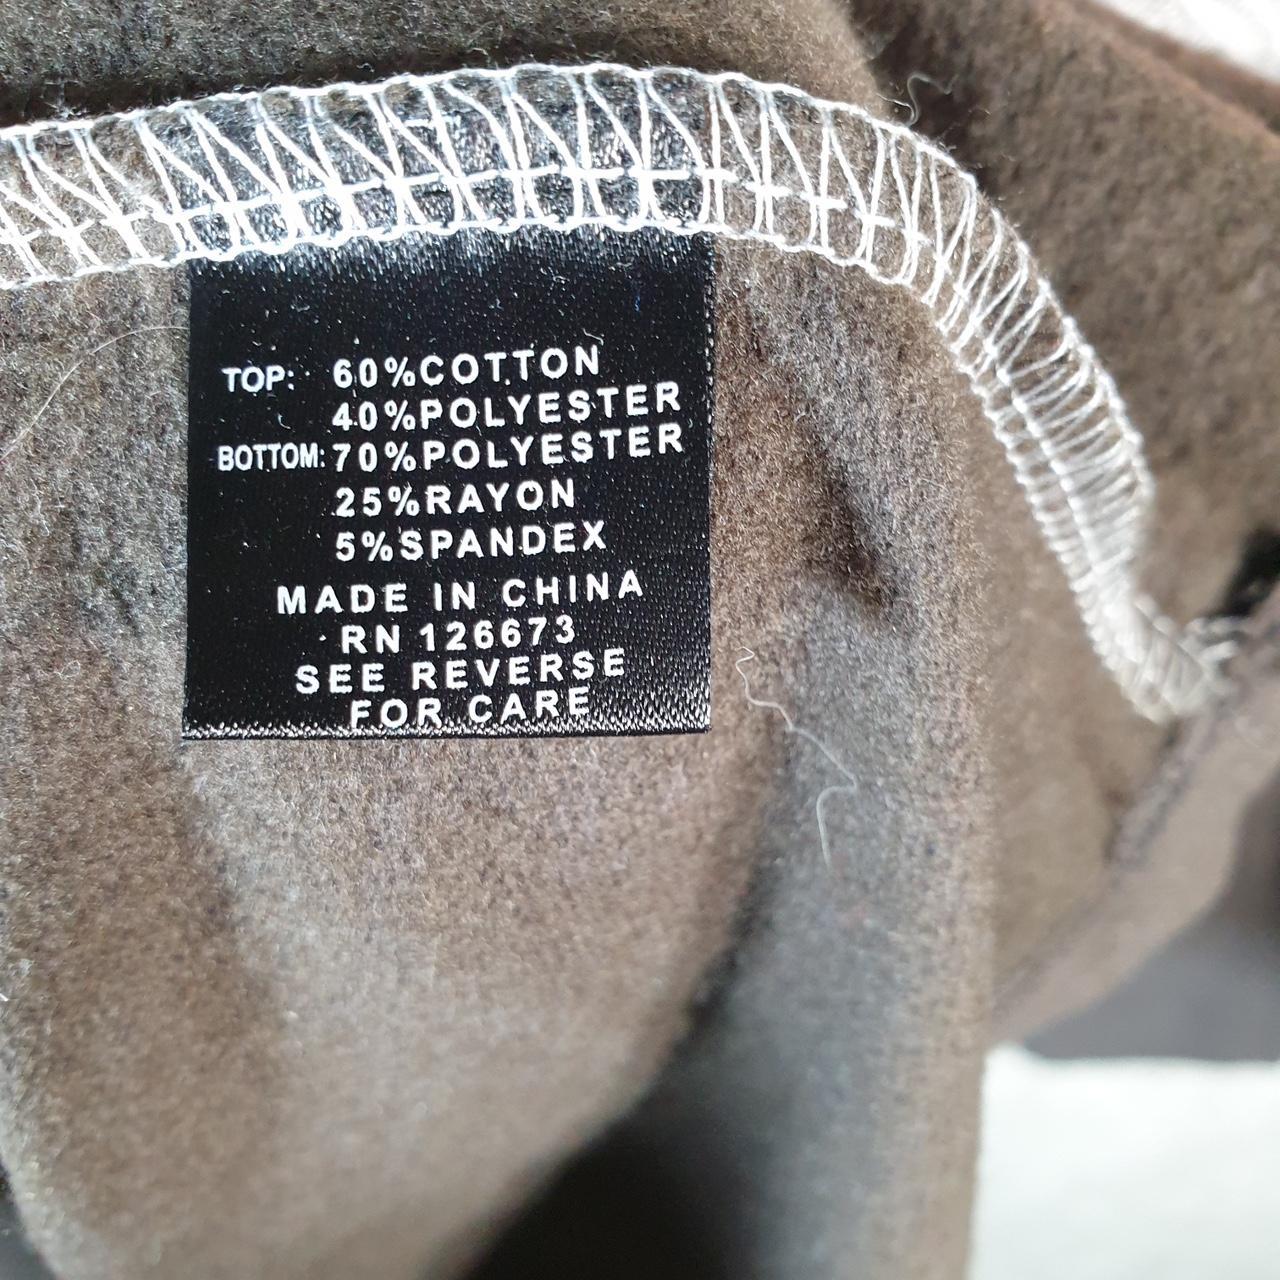 TOP: 60%COTTON
40%POLYESTER
BOTTOM: 70%POLYESTER
25%RAYON
5%SPANDEX
MADE IN CHINA
RN 126673
SEE REVERSE
FOR CARE